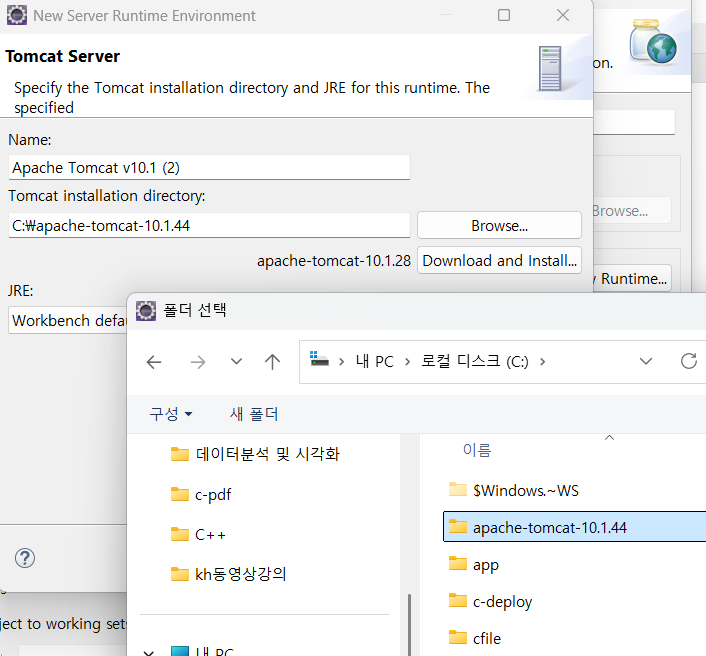 New Server Runtime Environment
Tomcat Server
Specify the Tomcat installation directory and JRE for this runtime. The
specified
on.
Name:
Apache Tomcat v10.1 (2)
Tomcat installation directory:
C:₩apache-tomcat-10.1.44
Browse...
Browse...
apache-tomcat-10.1.28
Download and Install...
Runtime...
JRE:
Workbench defau
폴더 선택
내 PC
로컬 디스크 (C:)
구성
새 폴더
이름
데이터분석 및 시각화
c-pdf
C++
kh동영상강의
내 PC
$Windows.~WS
apache-tomcat-10.1.44
app
c-deploy
cfile
ject to working sets